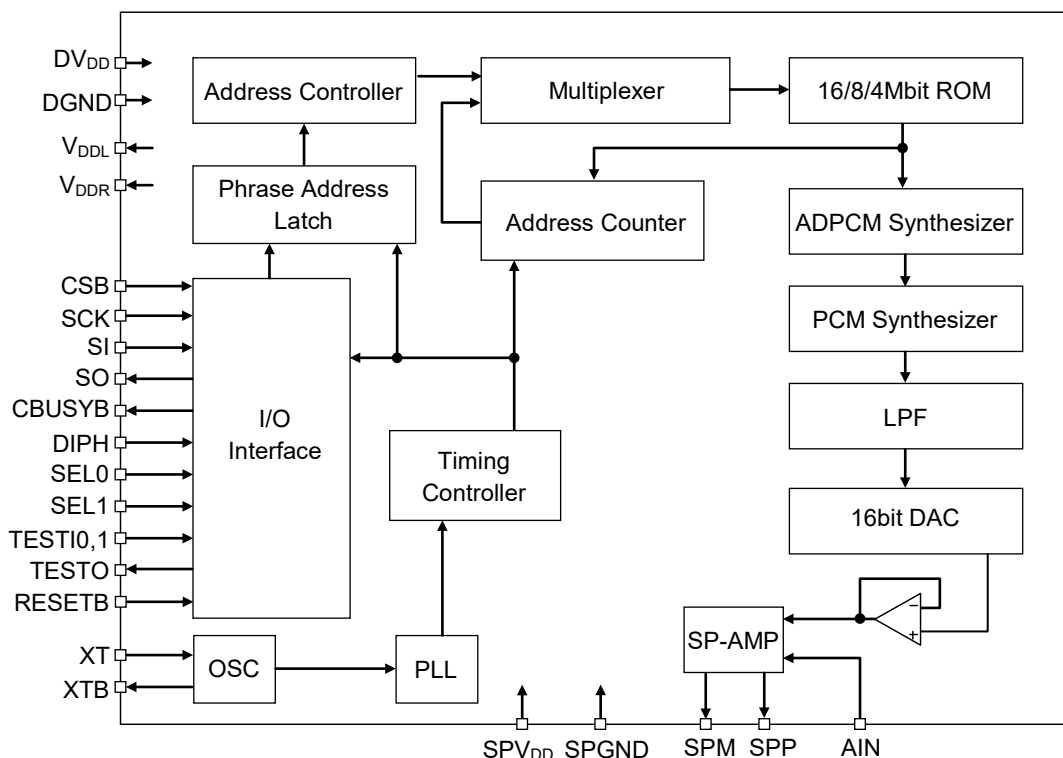 DVDD
DGND
VDDL
VDDR
CSB
SCK
SI
SO
CBUSYB
DIPH
SEL0
SEL1
TESTI0,1
TESTO
RESETB
XT
XTB
Address Controller
Multiplexer
16/8/4Mbit ROM
Phrase Address
Latch
Address Counter
ADPCM Synthesizer
PCM Synthesizer
I/O
Interface
Timing
Controller
LPF
16bit DAC
−
+
SP-AMP
OSC
PLL
SPVDD
SPGND
SPM
SPP
AIN